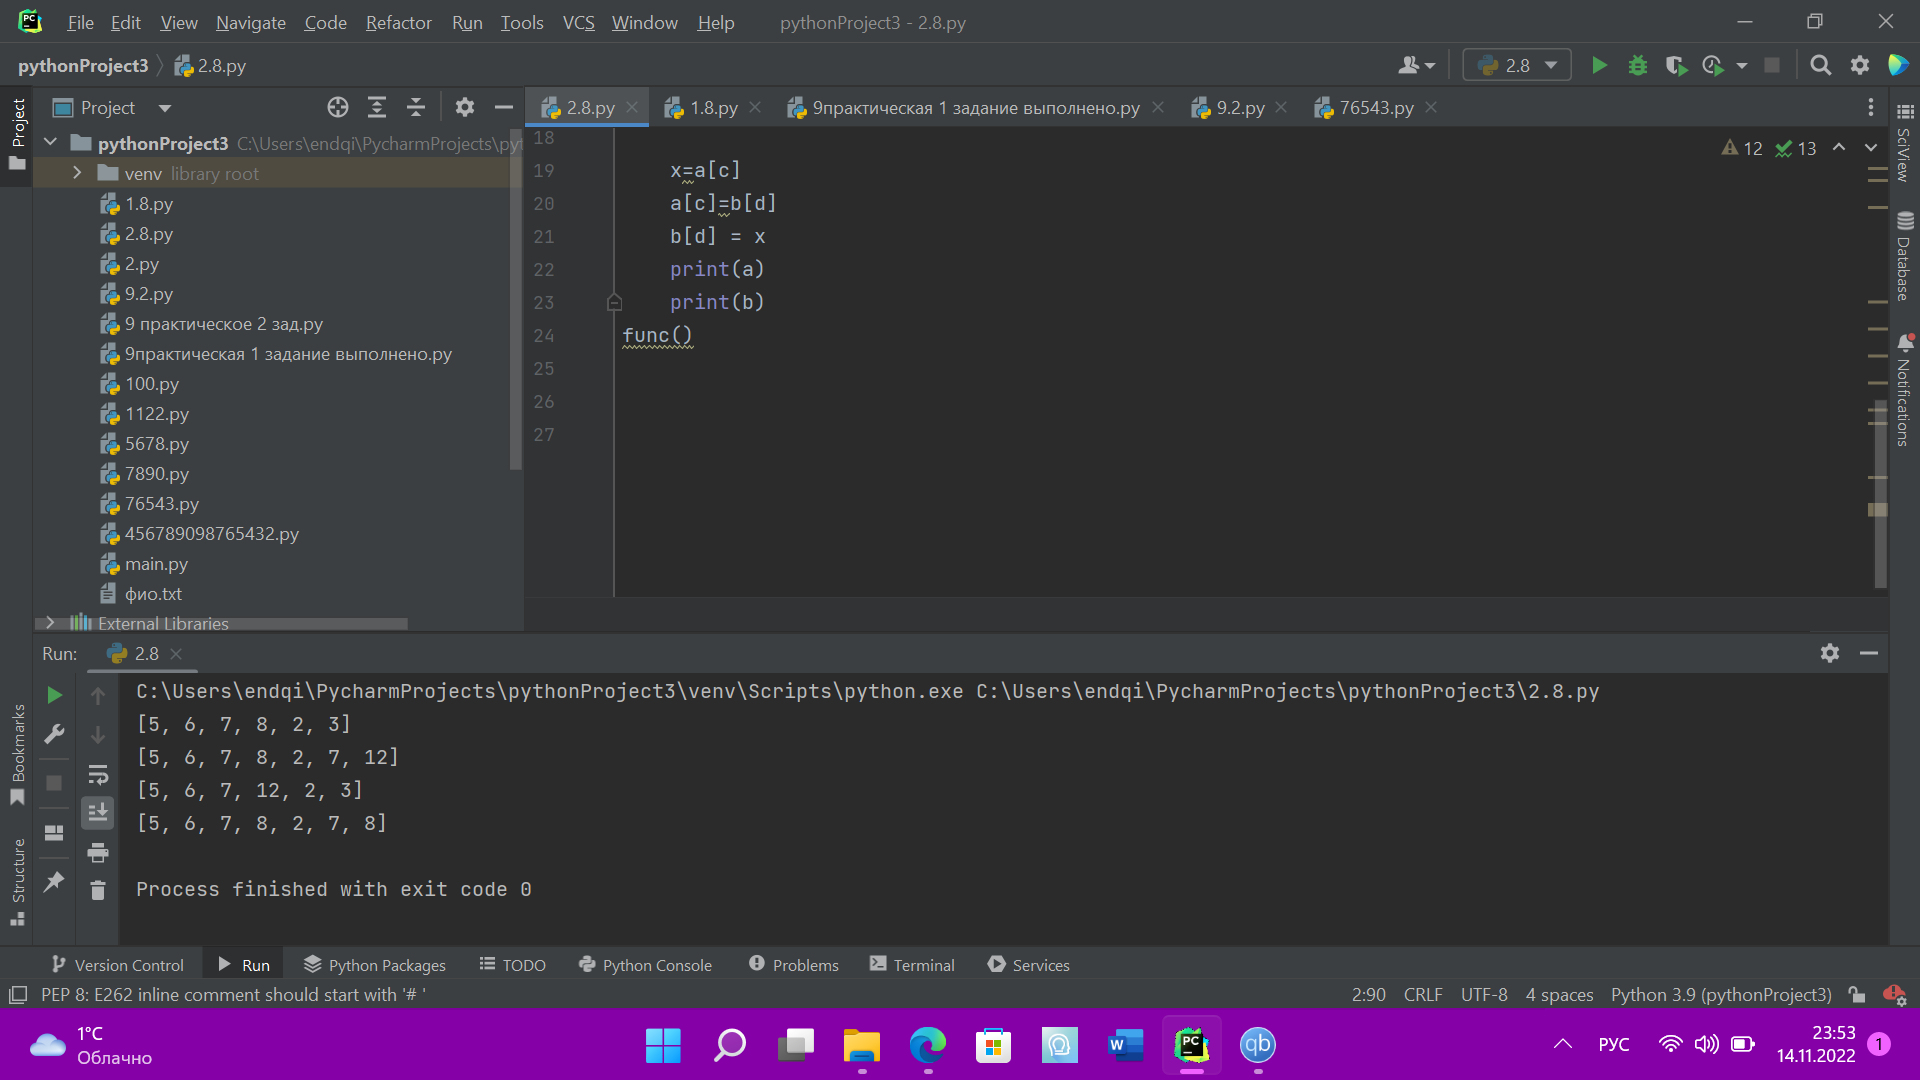 File Edit View Navigate Code Refactor Run Tools VCS Window Help pythonProject3 - 2.8.py
pythonProject3 2.8.py 2.8
Project
Project
2.8.py 1.8.py 9практическая 1 задание выполнено.py 9.2.py 76543.py
pythonProject3 C:\Users\endqi\PycharmProjects\pyt
venv library root
1.8.py
2.8.py
2.py
9.2.py
9 практическое 2 зад.py
9практическая 1 задание выполнено.py
100.py
1122.py
5678.py
7890.py
76543.py
456789098765432.py
main.py
фио.txt
External Libraries
12 13
18
19 x=a[c]
20 a[c]=b[d]
21 b[d] = x
22 print(a)
23 print(b)
24 func()
25
26
27
SciView
Database
Notifications
Run: 2.8
C:\Users\endqi\PycharmProjects\pythonProject3\venv\Scripts\python.exe C:\Users\endqi\PycharmProjects\pythonProject3\2.8.py
[5, 6, 7, 8, 2, 3]
[5, 6, 7, 8, 2, 7, 12]
[5, 6, 7, 12, 2, 3]
[5, 6, 7, 8, 2, 7, 8]
Process finished with exit code 0
Bookmarks
Structure
Version Control Run Python Packages TODO Python Console Problems Terminal Services
PEP 8: E262 inline comment should start with '# ' 2:90 CRLF UTF-8 4 spaces Python 3.9 (pythonProject3)
1°C
Облачно
PC
W
PC
qb
РУС
23:53
14.11.2022
1